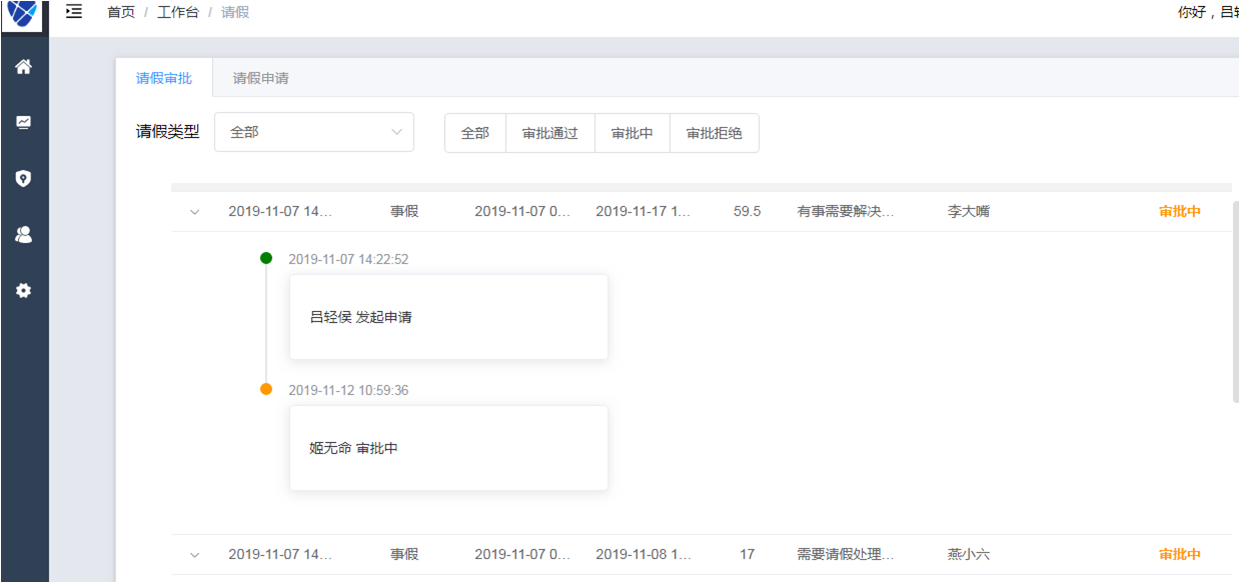 首页 / 工作台 / 请假
你好，吕轻
请假审批 请假申请
请假类型 全部 全部 审批通过 审批中 审批拒绝
2019-11-07 14... 事假 2019-11-07 0... 2019-11-17 1... 59.5 有事需要解决... 李大嘴 审批中
2019-11-07 14:22:52
吕轻侯 发起申请
2019-11-12 10:59:36
姬无命 审批中
2019-11-07 14... 事假 2019-11-07 0... 2019-11-08 1... 17 需要请假处理... 燕小六 审批中